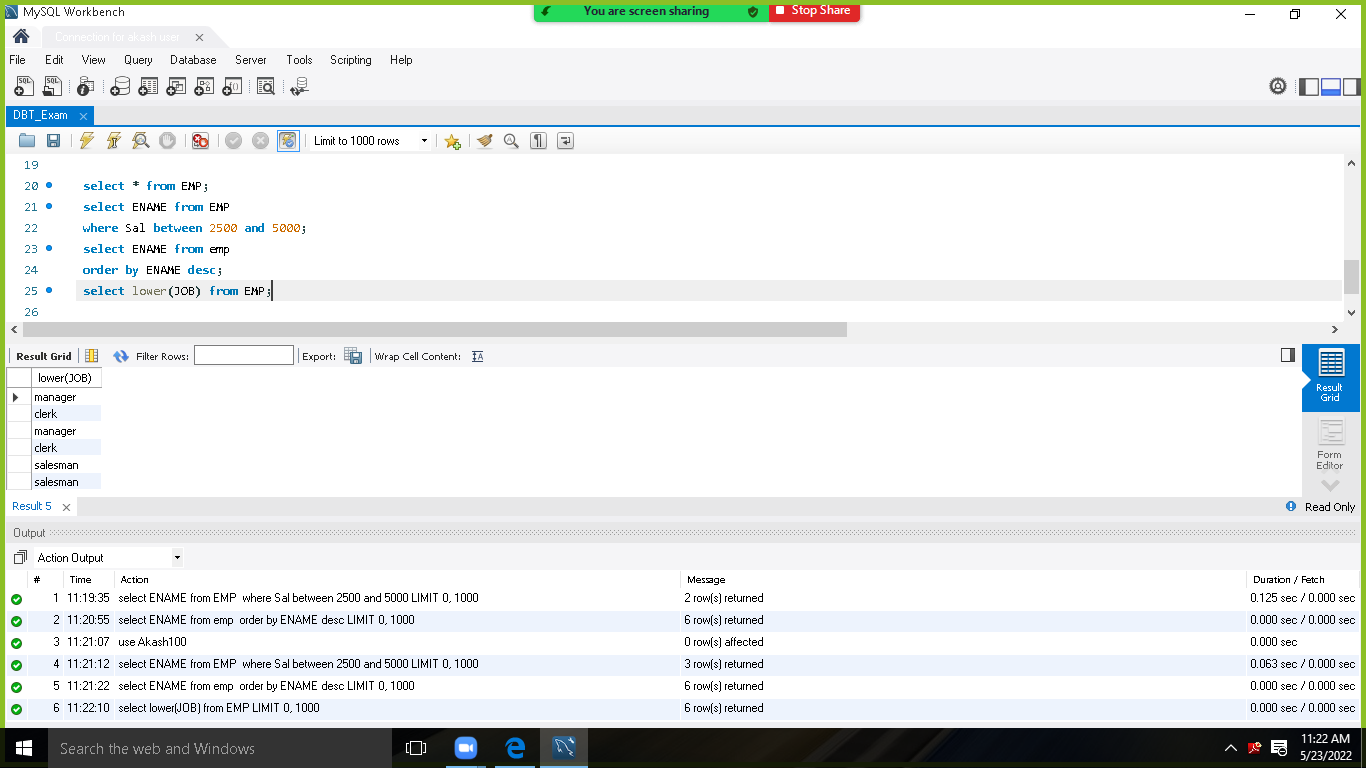 MySQL Workbench
You are screen sharing
Stop Share
Connection for akash user
File Edit View Query Database Server Tools Scripting Help
DBT_Exam
Limit to 1000 rows
19
20 select * from EMP;
21 select ENAME from EMP
22 where Sal between 2500 and 5000;
23 select ENAME from emp
24 order by ENAME desc;
25 select lower(JOB) from EMP;
26
Result Grid Filter Rows: Export: Wrap Cell Content:
lower(JOB)
manager
clerk
manager
clerk
salesman
salesman
Result
Grid
Form
Editor
Result 5
Read Only
Output
Action Output
# Time Action Message Duration / Fetch
1 11:19:35 select ENAME from EMP where Sal between 2500 and 5000 LIMIT 0, 1000 2 row(s) returned 0.125 sec / 0.000 sec
2 11:20:55 select ENAME from emp order by ENAME desc LIMIT 0, 1000 6 row(s) returned 0.000 sec / 0.000 sec
3 11:21:07 use Akash100 0 row(s) affected 0.000 sec
4 11:21:12 select ENAME from EMP where Sal between 2500 and 5000 LIMIT 0, 1000 3 row(s) returned 0.063 sec / 0.000 sec
5 11:21:22 select ENAME from emp order by ENAME desc LIMIT 0, 1000 6 row(s) returned 0.000 sec / 0.000 sec
6 11:22:10 select lower(JOB) from EMP LIMIT 0, 1000 6 row(s) returned 0.000 sec / 0.000 sec
Search the web and Windows
11:22 AM
5/23/2022